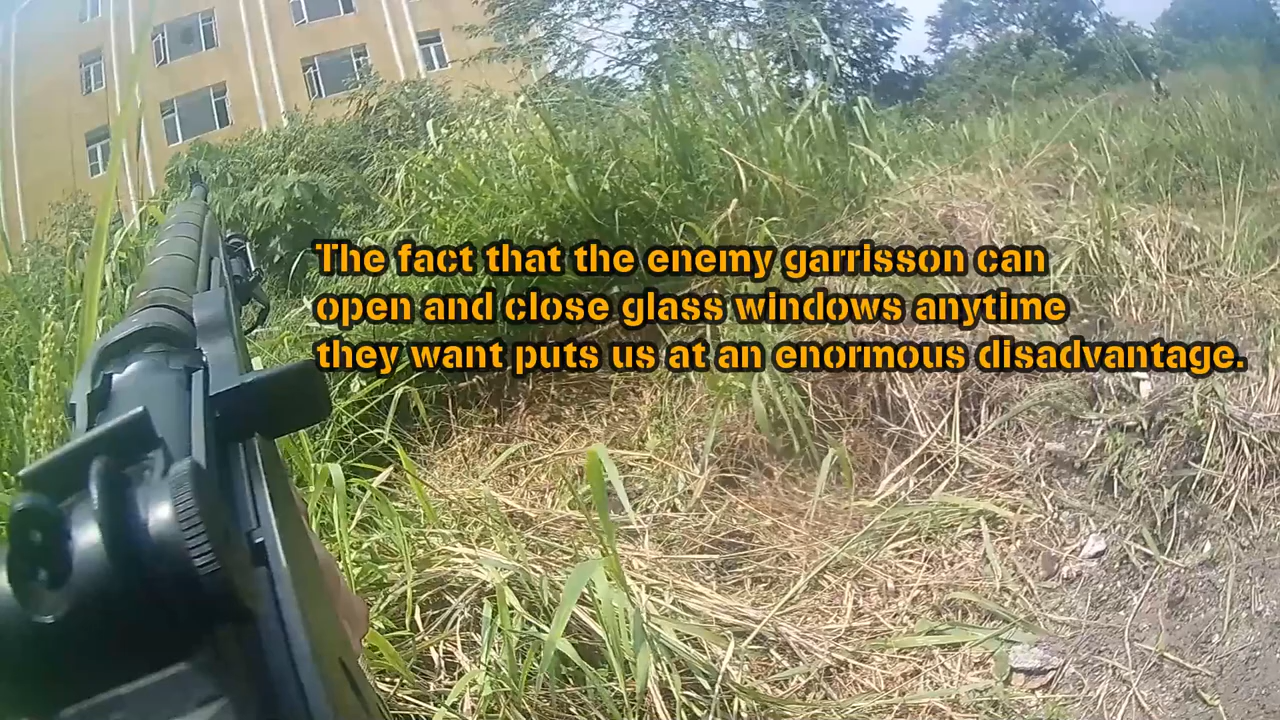 The fact that the enemy garrisson can
open and close glass windows anytime
they want puts us at an enormous disadvantage.